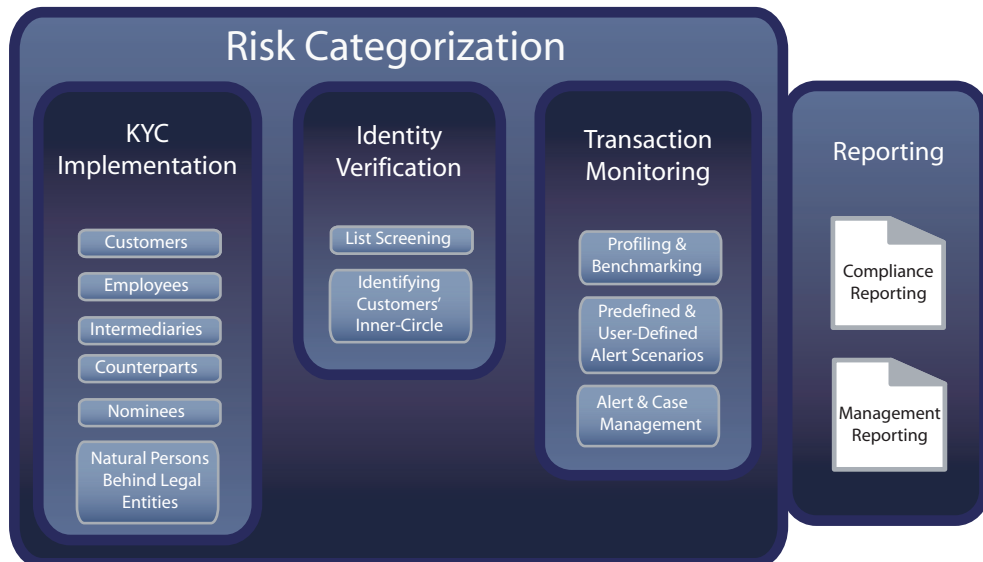 Risk Categorization
KYC
Implementation
Customers
Employees
Intermediaries
Counterparts
Nominees
Natural Persons
Behind Legal
Entities
Identity
Verification
List Screening
Identifying
Customers'
Inner-Circle
Transaction
Monitoring
Profiling &
Benchmarking
Predefined &
User-Defined
Alert Scenarios
Alert & Case
Management
Reporting
Compliance
Reporting
Management
Reporting